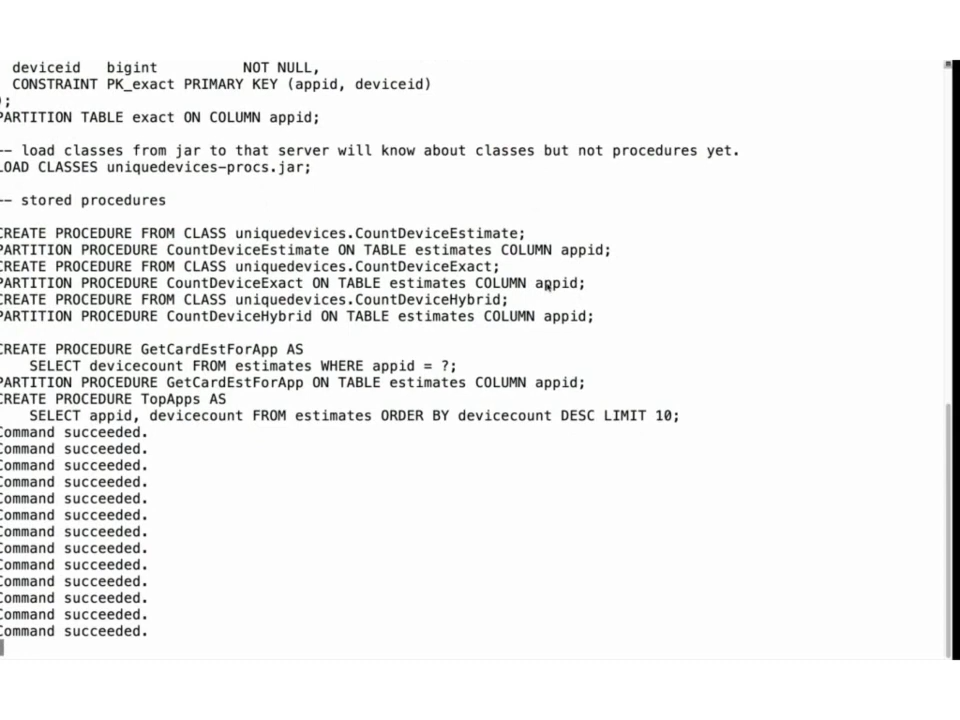 deviceid bigint NOT NULL,
CONSTRAINT PK_exact PRIMARY KEY (appid, deviceid)
);
PARTITION TABLE exact ON COLUMN appid;
-- load classes from jar to that server will know about classes but not procedures yet.
LOAD CLASSES uniquedevices-procs.jar;
-- stored procedures
CREATE PROCEDURE FROM CLASS uniquedevices.CountDeviceEstimate;
PARTITION PROCEDURE CountDeviceEstimate ON TABLE estimates COLUMN appid;
CREATE PROCEDURE FROM CLASS uniquedevices.CountDeviceExact;
PARTITION PROCEDURE CountDeviceExact ON TABLE estimates COLUMN appid;
CREATE PROCEDURE FROM CLASS uniquedevices.CountDeviceHybrid;
PARTITION PROCEDURE CountDeviceHybrid ON TABLE estimates COLUMN appid;
CREATE PROCEDURE GetCardEstForApp AS
SELECT devicecount FROM estimates WHERE appid = ?;
PARTITION PROCEDURE GetCardEstForApp ON TABLE estimates COLUMN appid;
CREATE PROCEDURE TopApps AS
SELECT appid, devicecount FROM estimates ORDER BY devicecount DESC LIMIT 10;
Command succeeded.
Command succeeded.
Command succeeded.
Command succeeded.
Command succeeded.
Command succeeded.
Command succeeded.
Command succeeded.
Command succeeded.
Command succeeded.
Command succeeded.
Command succeeded.
Command succeeded.